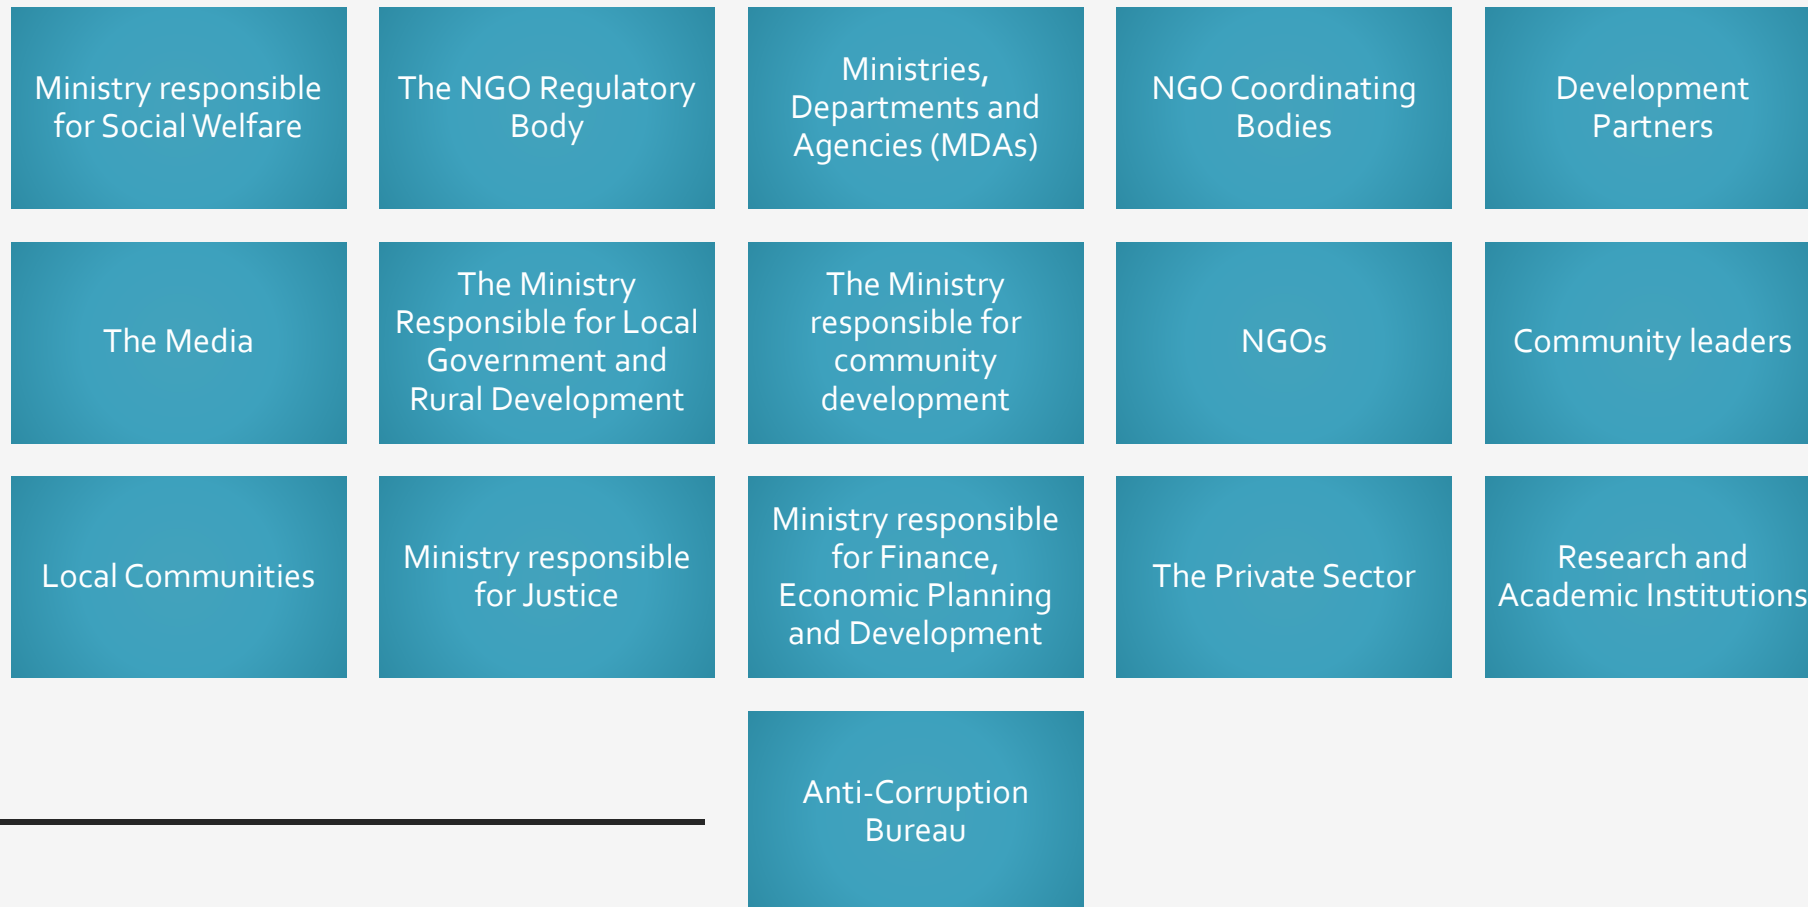 Ministry responsible
for Social Welfare
The NGO Regulatory
Body
Ministries,
Departments and
Agencies (MDAs)
NGO Coordinating
Bodies
Development
Partners
The Media
The Ministry
Responsible for Local
Government and
Rural Development
The Ministry
responsible for
community
development
NGOs
Community leaders
Local Communities
Ministry responsible
for Justice
Ministry responsible
for Finance,
Economic Planning
and Development
The Private Sector
Research and
Academic Institutions
Anti-Corruption
Bureau